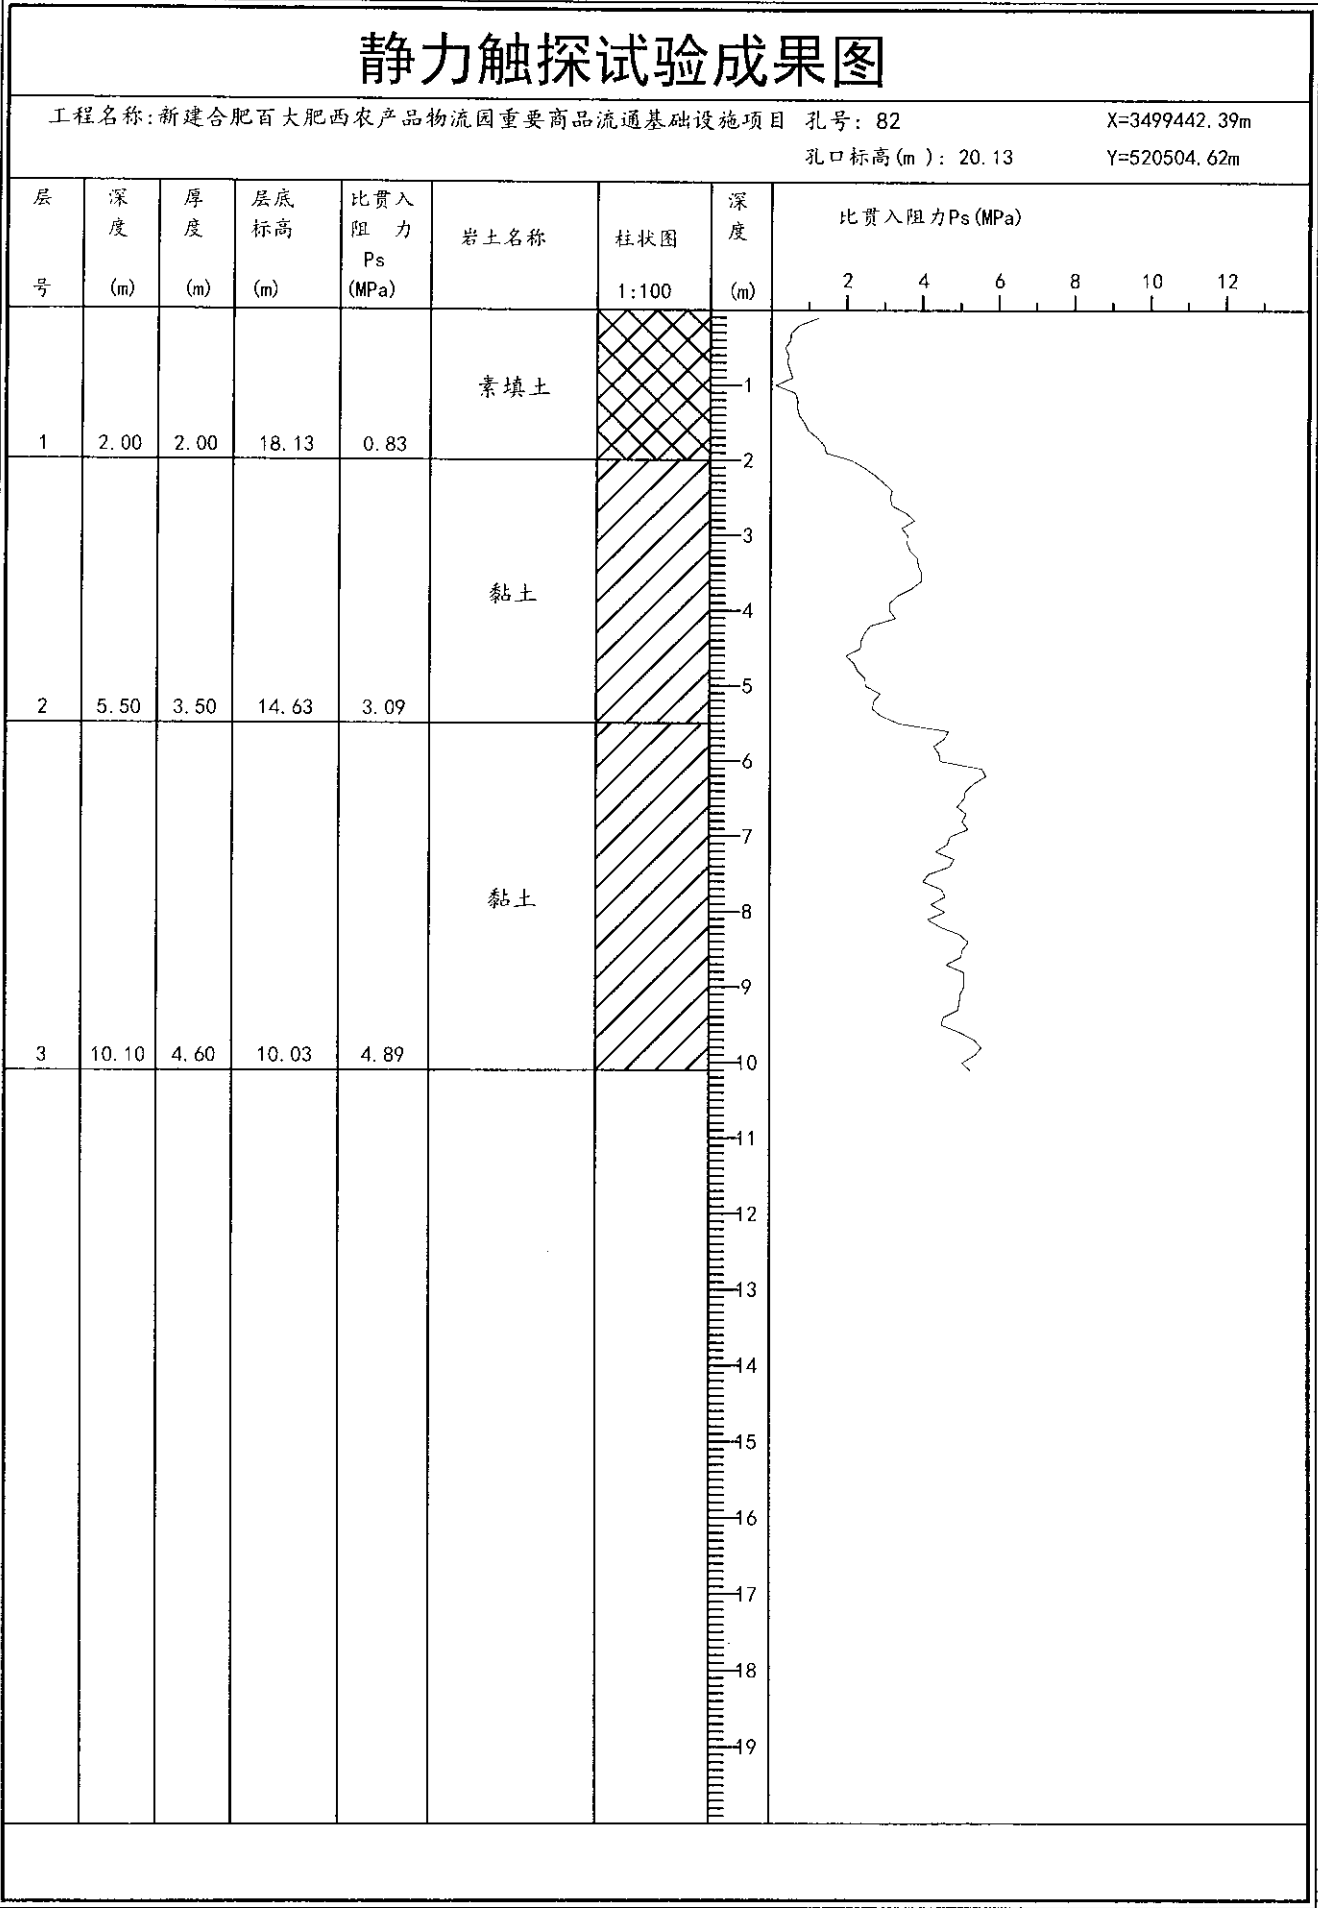 静力触探试验成果图
工程名称:新建合肥百大肥西农产品物流园重要商品流通基础设施项目 孔号: 82 X=3499442.39m
孔口标高(m ): 20.13 Y=520504.62m
层号 深度(m) 厚度(m) 层底标高(m) 比贯入阻力Ps(MPa) 岩土名称 柱状图1:100 深度(m) 比贯入阻力Ps(MPa)
2 4 6 8 10 12
素填土
1
1 2.00 2.00 18.13 0.83
2
3
黏土
4
5
2 5.50 3.50 14.63 3.09
6
7
黏土
8
9
3 10.10 4.60 10.03 4.89
10
11
12
13
14
15
16
17
18
19